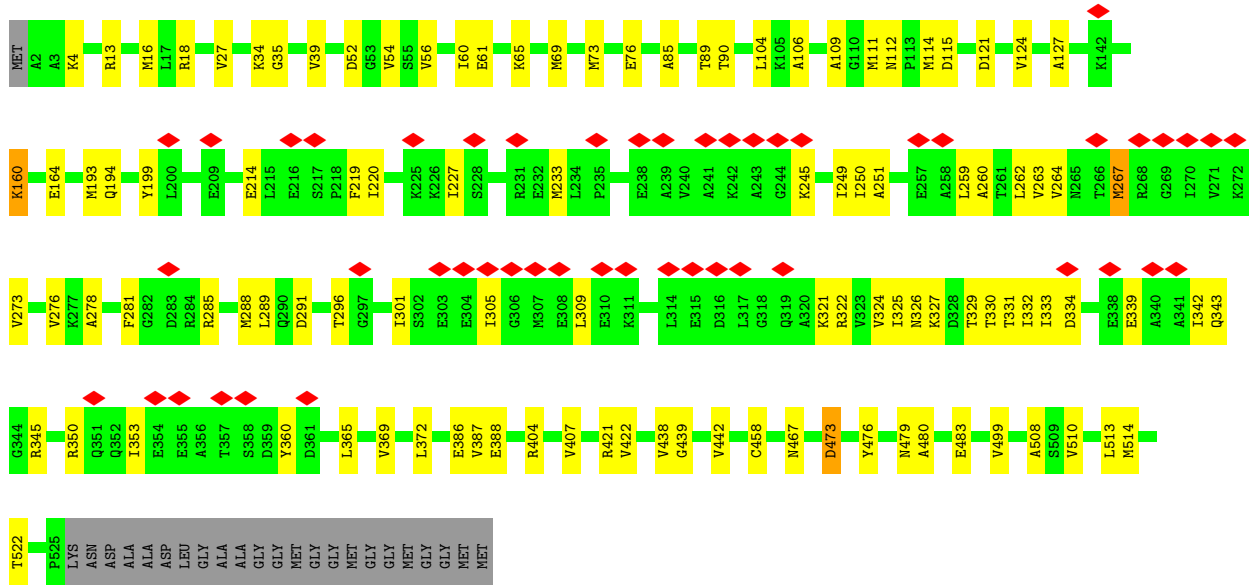 MET A2 A3 K4 R13 M16 L17 R18 V27 K34 G35 V39 D52 G53 V54 S55 V56 I60 E61 K65 M69 M73 E76 A85 T89 T90 L104 K105 A106 A109 G110 M111 N112 P113 M114 D115 D121 V124 A127 K142
K160 E164 M193 Q194 Y199 L200 E209 E214 L215 E216 S217 P218 F219 I220 K225 K226 I227 S228 R231 E232 M233 L234 P235 E238 A239 V240 A241 K242 A243 G244 K245 I249 I250 A251 E257 A258 L259 A260 T261 L262 V263 V264 N265 T266 M267 R268 G269 I270 V271 K272
V273 V276 K277 A278 F281 G282 D283 R284 R285 M288 L289 Q290 D291 T296 G297 I301 S302 E303 E304 I305 G306 M307 E308 L309 E310 K311 L314 E315 D316 L317 G318 Q319 A320 K321 R322 V323 V324 I325 N326 K327 D328 T329 T330 T331 I332 I333 D334 E338 E339 A340 A341 I342 Q343
G344 R345 R350 Q351 Q352 I353 E354 E355 A356 T357 S358 D359 Y360 D361 L365 V369 L372 E386 V387 E388 R404 V407 R421 V422 V438 G439 V442 C458 N467 D473 Y476 N479 A480 E483 V499 A508 S509 V510 L513 M514
T522 P525 LYS ASN ASP ALA ALA ASP LEU GLY ALA ALA GLY GLY MET GLY GLY MET GLY GLY MET MET